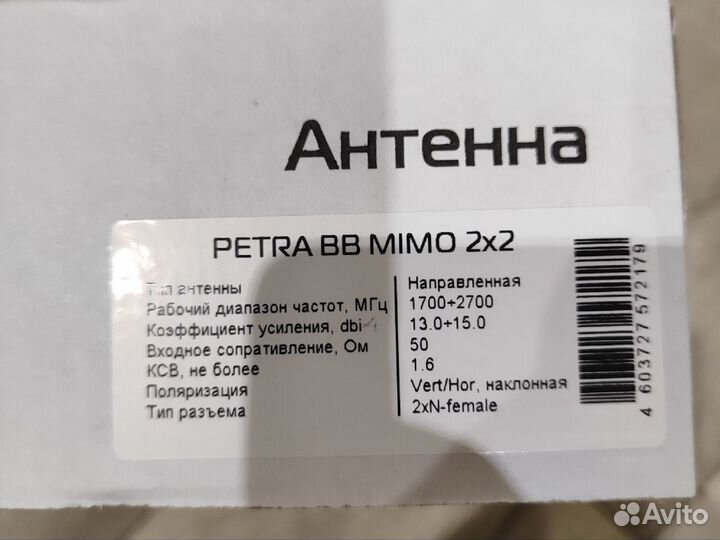 Антенна
PETRA BB MIMO 2x2
Тип антенны Направленная
Рабочий диапазон частот, МГц 1700÷2700
Коэффициент усиления, dbi 13.0÷15.0
Входное сопративление, Ом 50
КСВ, не более 1.6
Поляризация Vert/Hor, наклонная
Тип разъема 2xN-female
4 603727 572179
Avito